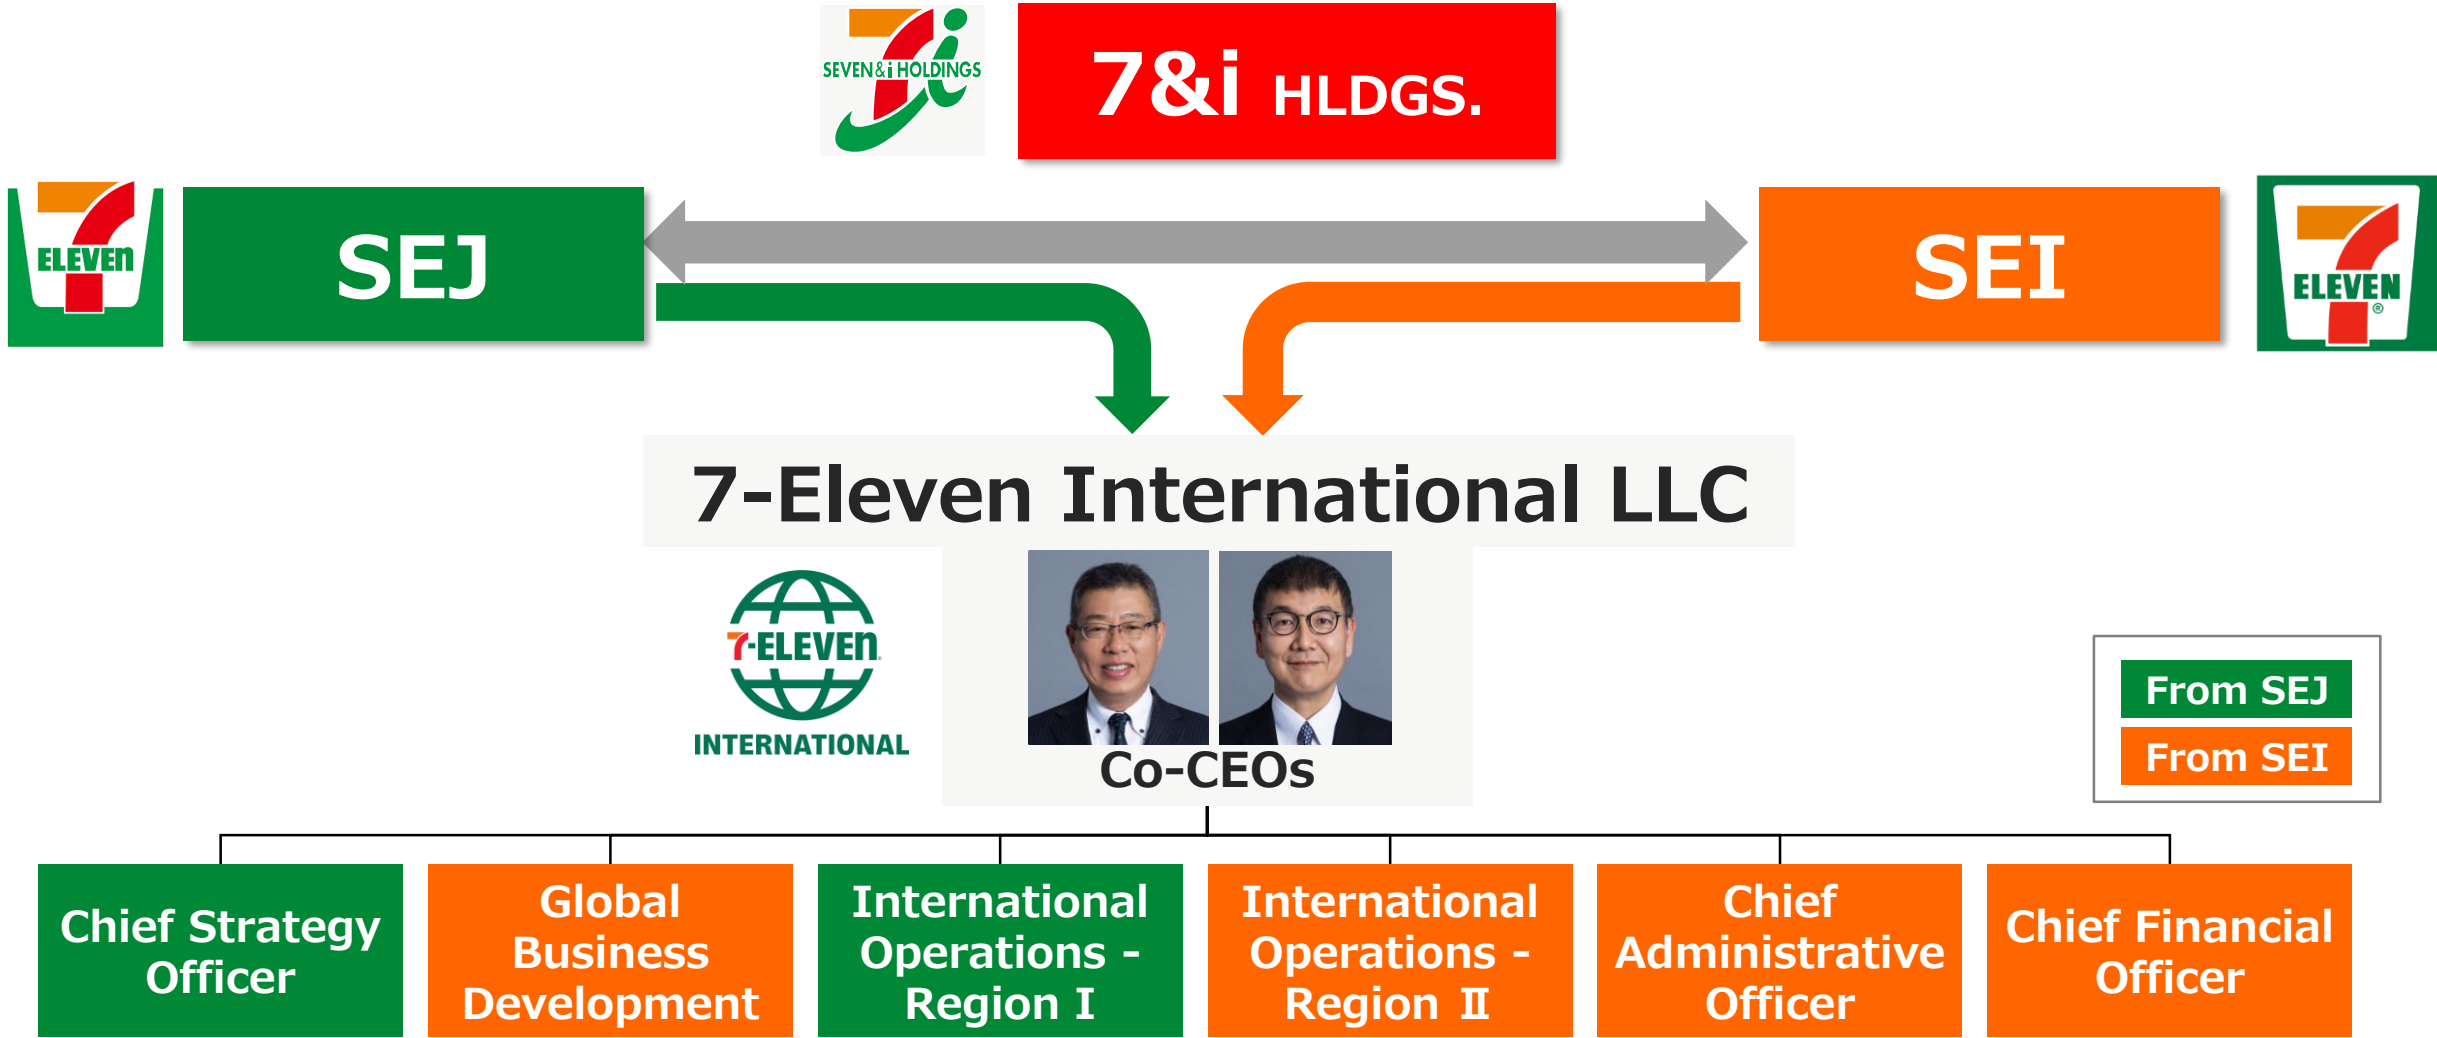 SEVEN&i HOLDINGS
7&i HLDGS.
7
ELEVEn
SEJ
SEI
7
ELEVEN
®
7-Eleven International LLC
7-ELEVEn
INTERNATIONAL
Co-CEOs
From SEJ
From SEI
Chief Strategy
Officer
Global
Business
Development
International
Operations -
Region I
International
Operations -
Region Ⅱ
Chief
Administrative
Officer
Chief Financial
Officer